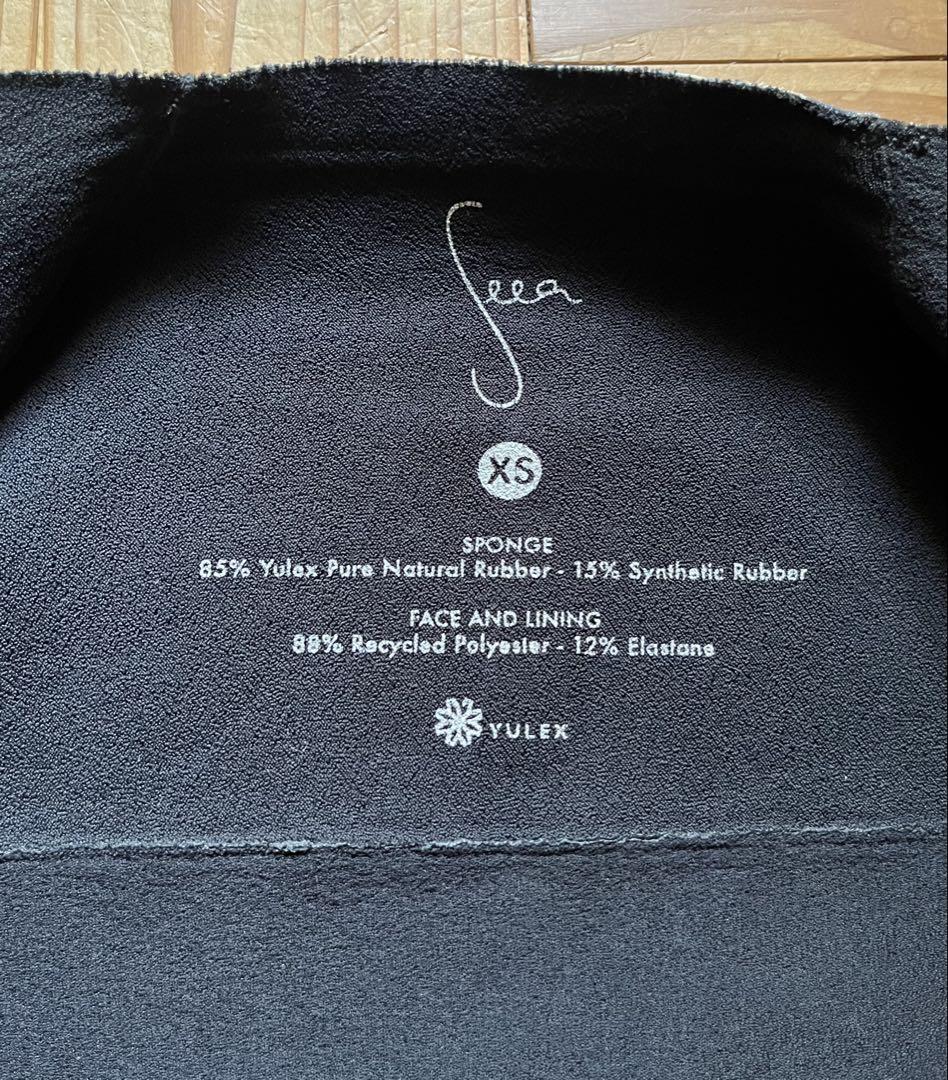 Seea
XS
SPONGE
85% Yulex Pure Natural Rubber - 15% Synthetic Rubber
FACE AND LINING
88% Recycled Polyester - 12% Elastane
YULEX